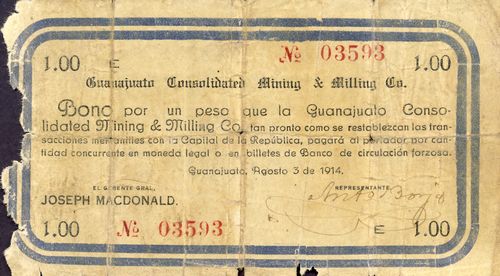 1.00 E № 03593 1.00
Guanajuato Consolidated Mining & Milling Co.
Bono por un peso que la Guanajuato Conso-
lidated Mining & Milling Co. tan pronto como se restablezcan las tran-
sacciones mercantiles con la Capital de la República, pagará al portador por can-
tidad concurrente en moneda legal o en billetes de Banco de circulación forzosa.
Guanajuato, Agosto 3 de 1914.
EL GERENTE GRAL. REPRESENTANTE
JOSEPH MACDONALD.
1.00 № 03593 E 1.00